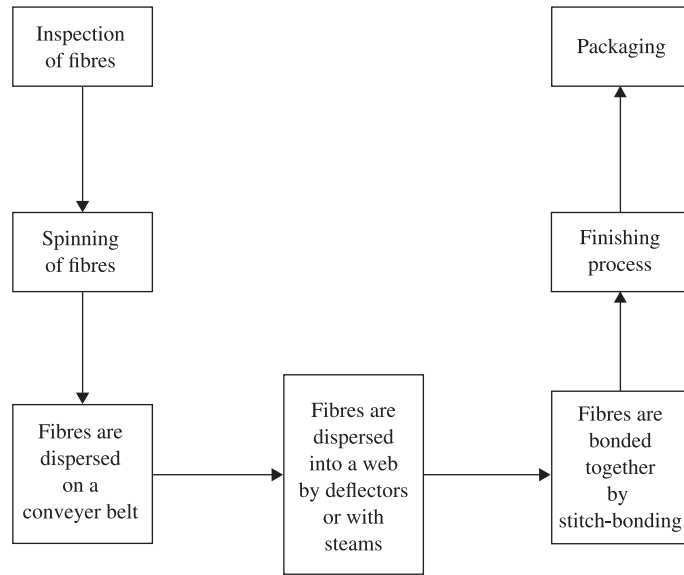 Inspection
of fibres
Spinning
of fibres
Fibres are
dispersed
on a
conveyer belt
Fibres are
dispersed
into a web
by deflectors
or with
steams
Fibres are
bonded
together
by
stitch-bonding
Finishing
process
Packaging